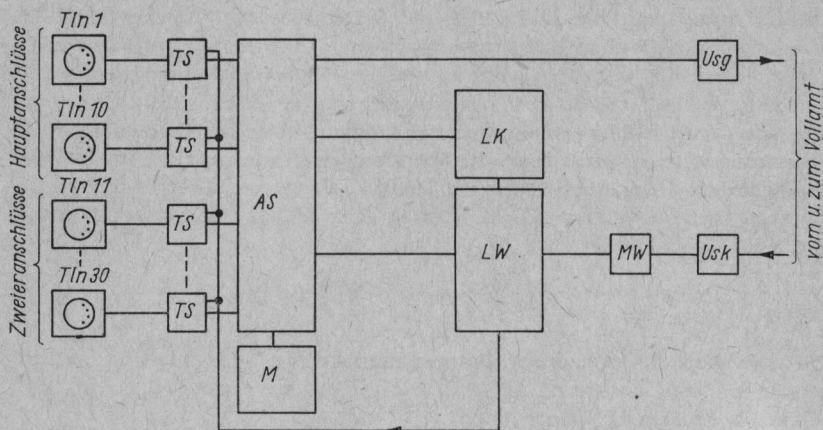 Hauptanschlüsse
Zweieranschlüsse
Tln 1
TS
Tln 10
TS
Tln 11
TS
Tln 30
TS
AS
M
LK
LW
MW
Usg
Usk
vom u. zum Vollamt